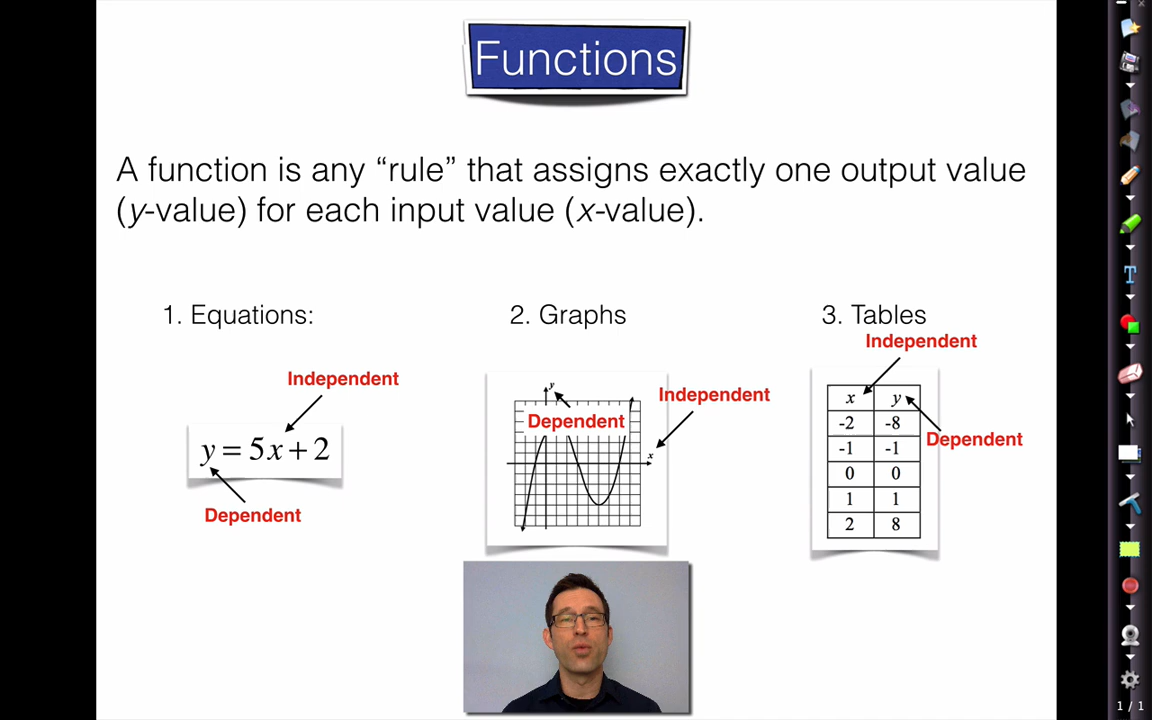 Functions
A function is any “rule” that assigns exactly one output value
(y-value) for each input value (x-value).
1. Equations:
Independent
y = 5x + 2
Dependent
2. Graphs
y
Dependent
Independent
x
3. Tables
Independent
x y
-2 -8
-1 -1
0 0
1 1
2 8
Dependent
T
1 / 1